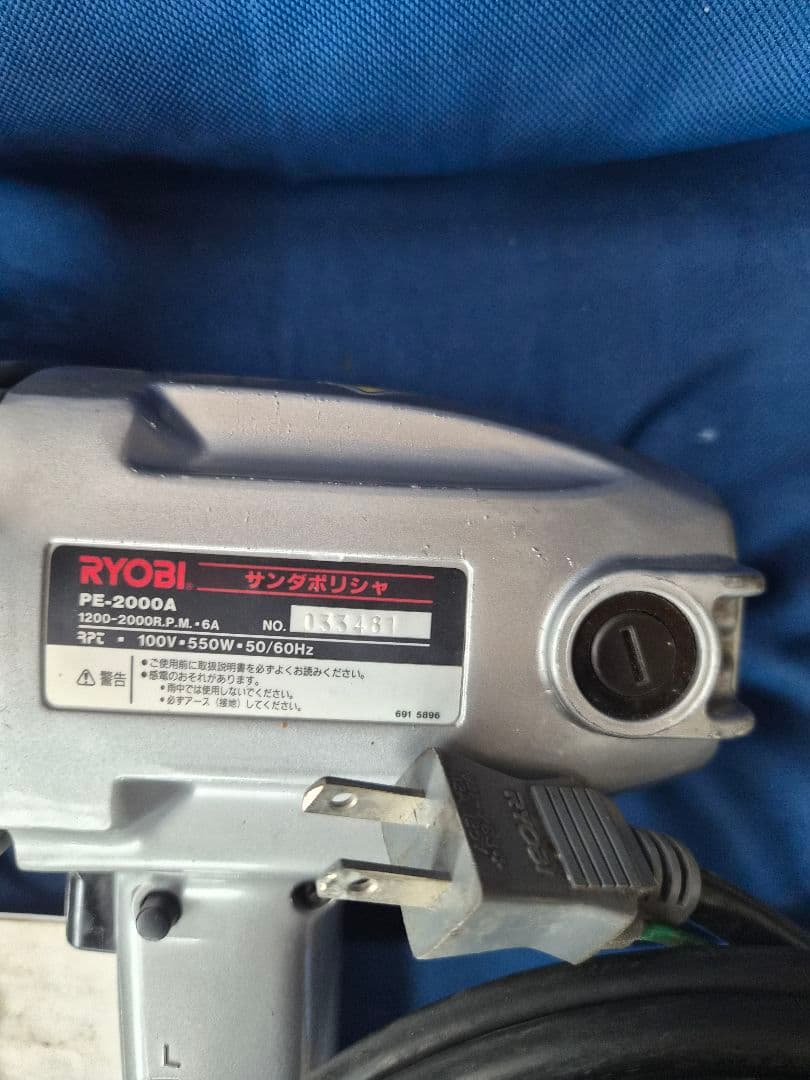 RYOBI® サンダポリシャ
PE-2000A
1200-2000R.P.M.・6A NO. 033481
RPt ・ 100V・550W・50/60Hz
警告
・ご使用前に取扱説明書を必ずよくお読みください。
・感電のおそれがあります。
・雨中では使用しないでください。
・必ずアース（接地）してください。
691 5896
RYOBI
L